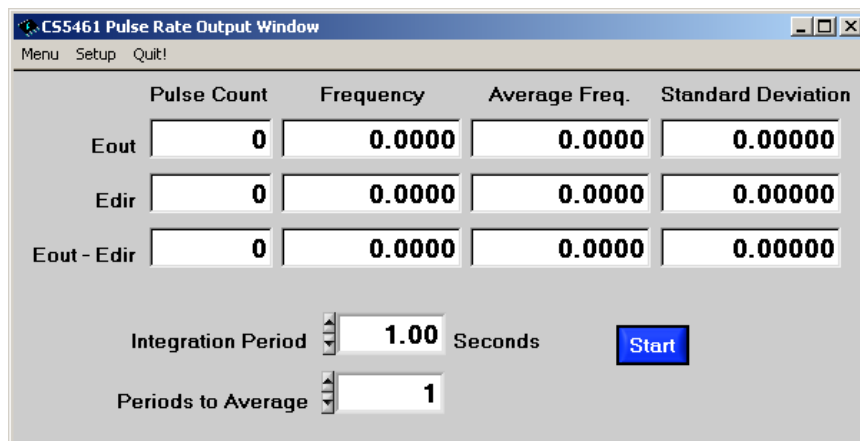 CS5461 Pulse Rate Output Window
Menu Setup Quit!
Pulse Count Frequency Average Freq. Standard Deviation
Eout 0 0.0000 0.0000 0.00000
Edir 0 0.0000 0.0000 0.00000
Eout - Edir 0 0.0000 0.0000 0.00000
Integration Period 1.00 Seconds Start
Periods to Average 1